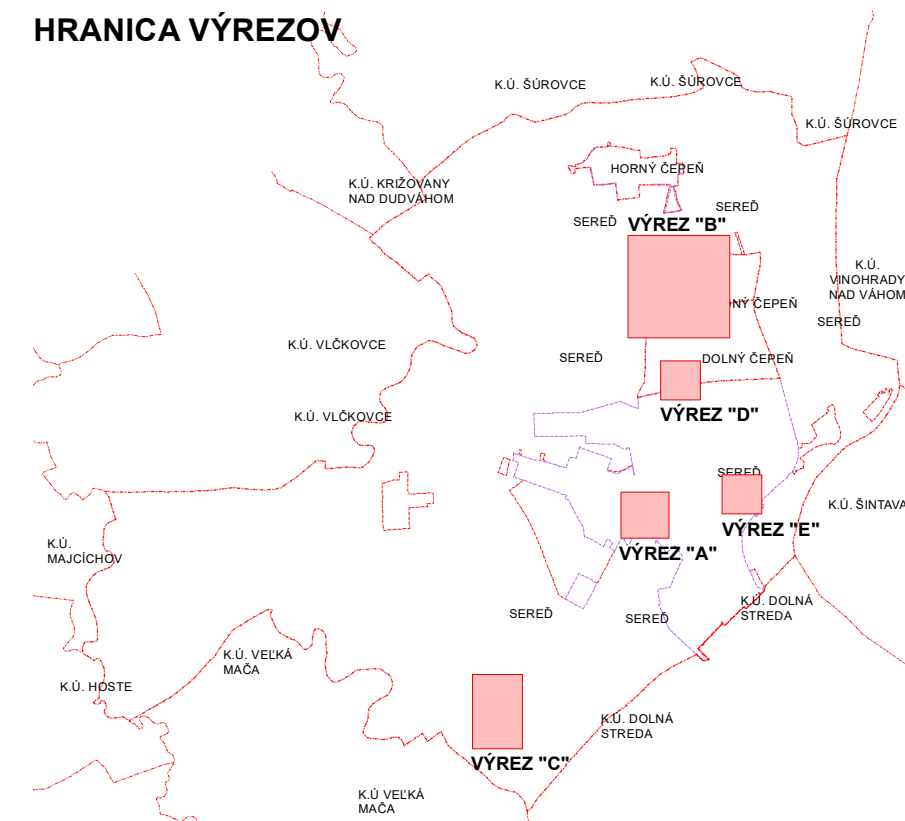 HRANICA VÝREZOV
K.Ú. ŠÚROVCE
K.Ú. ŠÚROVCE
K.Ú. ŠÚROVCE
HORNÝ ČEPEŇ
K.Ú. KRIŽOVANY
NAD DUDVÁHOM
SEREĎ
SEREĎ
VÝREZ "B"
K.Ú.
VINOHRADY
NAD VÁHOM
NÝ ČEPEŇ
SEREĎ
K.Ú. VLČKOVCE
SEREĎ
DOLNÝ ČEPEŇ
VÝREZ "D"
K.Ú. VLČKOVCE
SEREĎ
K.Ú. ŠINTAVA
VÝREZ "E"
K.Ú.
MAJCÍCHOV
VÝREZ "A"
K.Ú. DOLNÁ
STREDA
SEREĎ
SEREĎ
K.Ú. VEĽKÁ
MAČA
K.Ú. HOSTE
K.Ú. DOLNÁ
STREDA
VÝREZ "C"
K.Ú VEĽKÁ
MAČA